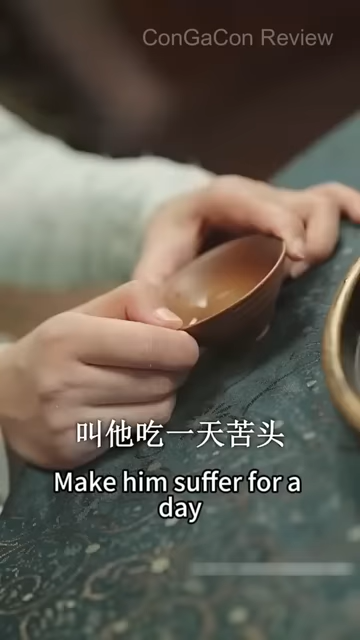 ConGaCon Review
叫他吃一天苦头
Make him suffer for a
day